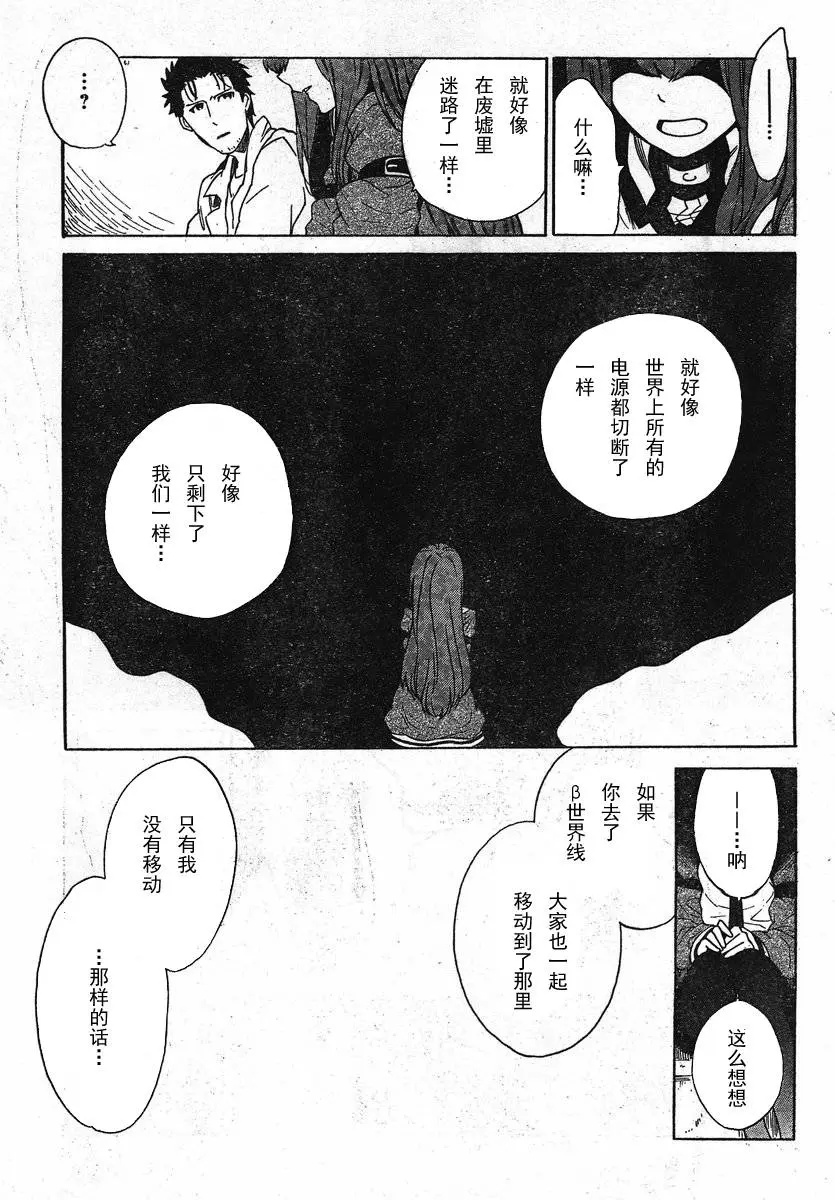 ——
什么嘛…
就好像
在废墟里
迷路了一样…
…?
就好像
世界上所有的
电源都切断了
一样
好像
只剩下了
我们一样…
——…呐
这么想想
如果
你去了
β世界线
大家也一起
移动到了那里
只有我
没有移动
…那样的话…